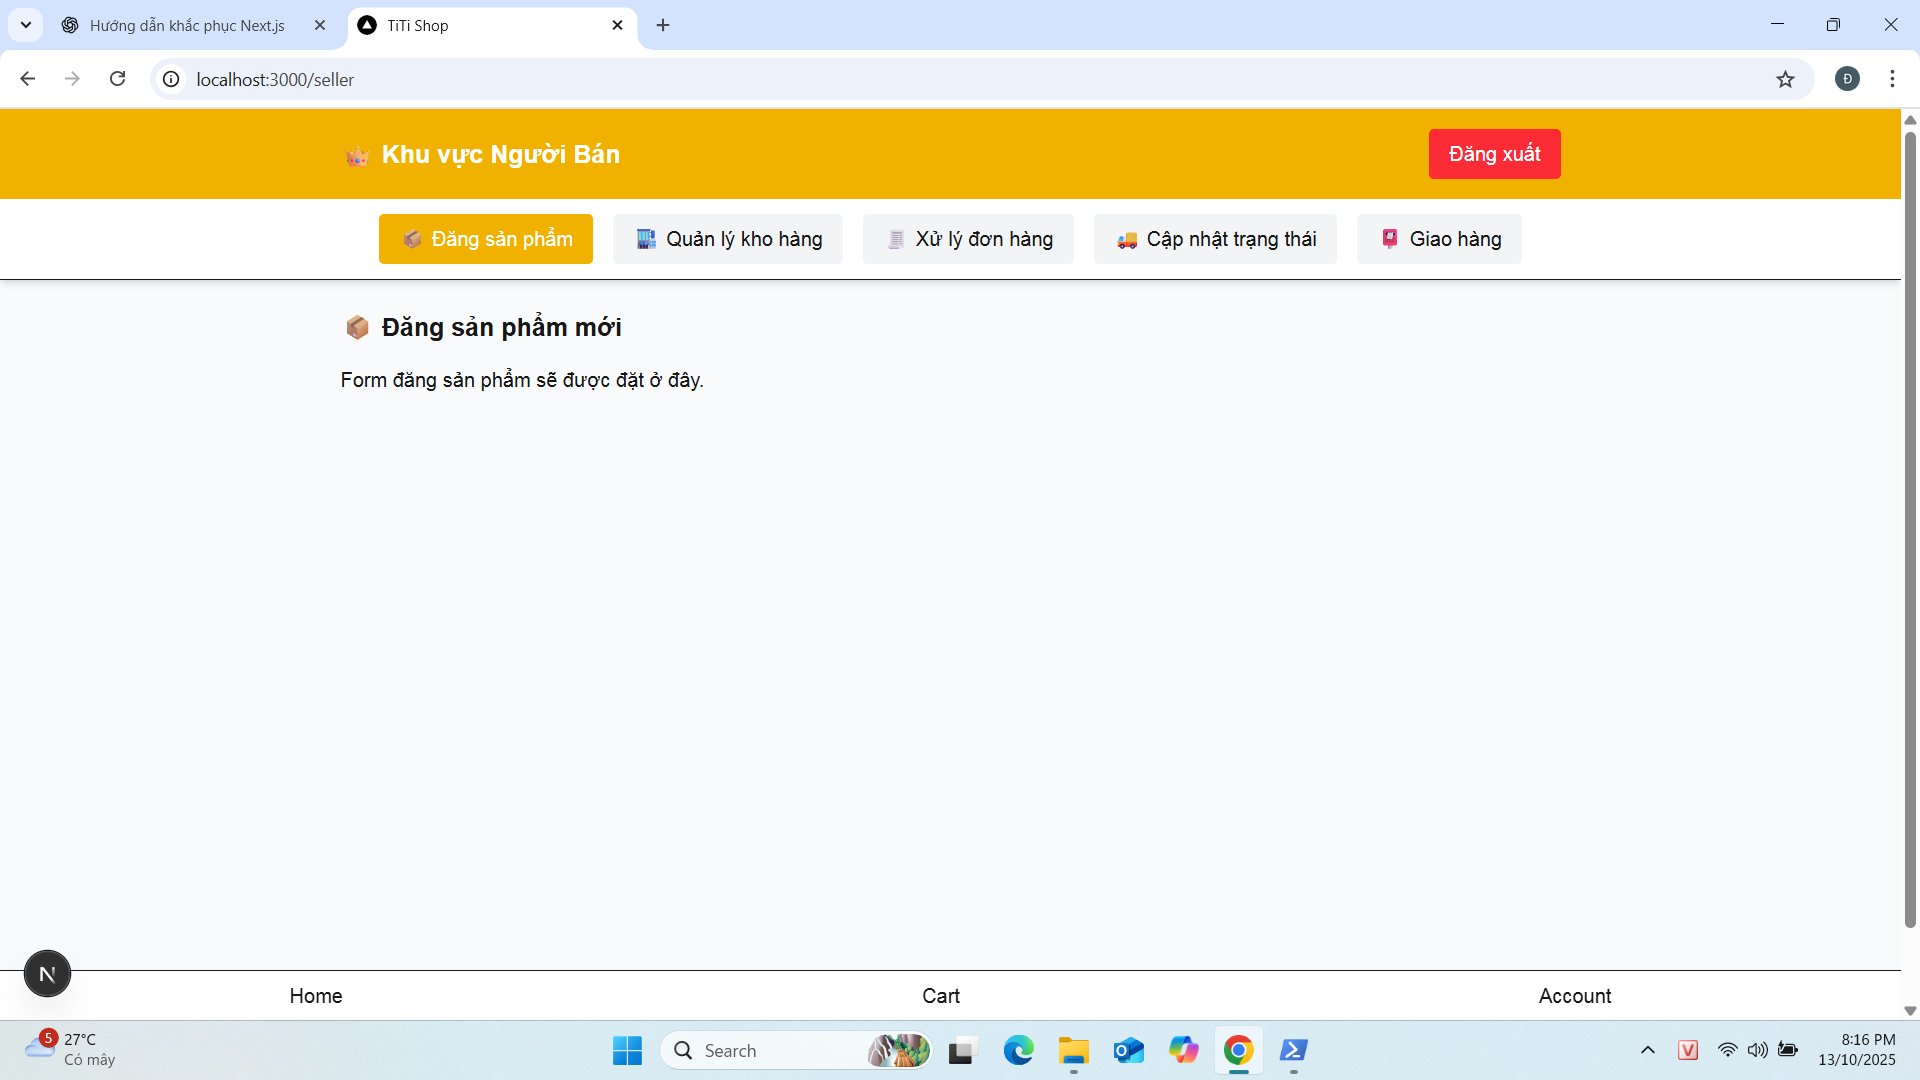 Hướng dẫn khắc phục Next.js
TiTi Shop
localhost:3000/seller
Đ
Khu vực Người Bán
Đăng xuất
Đăng sản phẩm
Quản lý kho hàng
Xử lý đơn hàng
Cập nhật trạng thái
Giao hàng
Đăng sản phẩm mới
Form đăng sản phẩm sẽ được đặt ở đây.
N
Home
Cart
Account
5
27°C
Có mây
Search
V
8:16 PM
13/10/2025